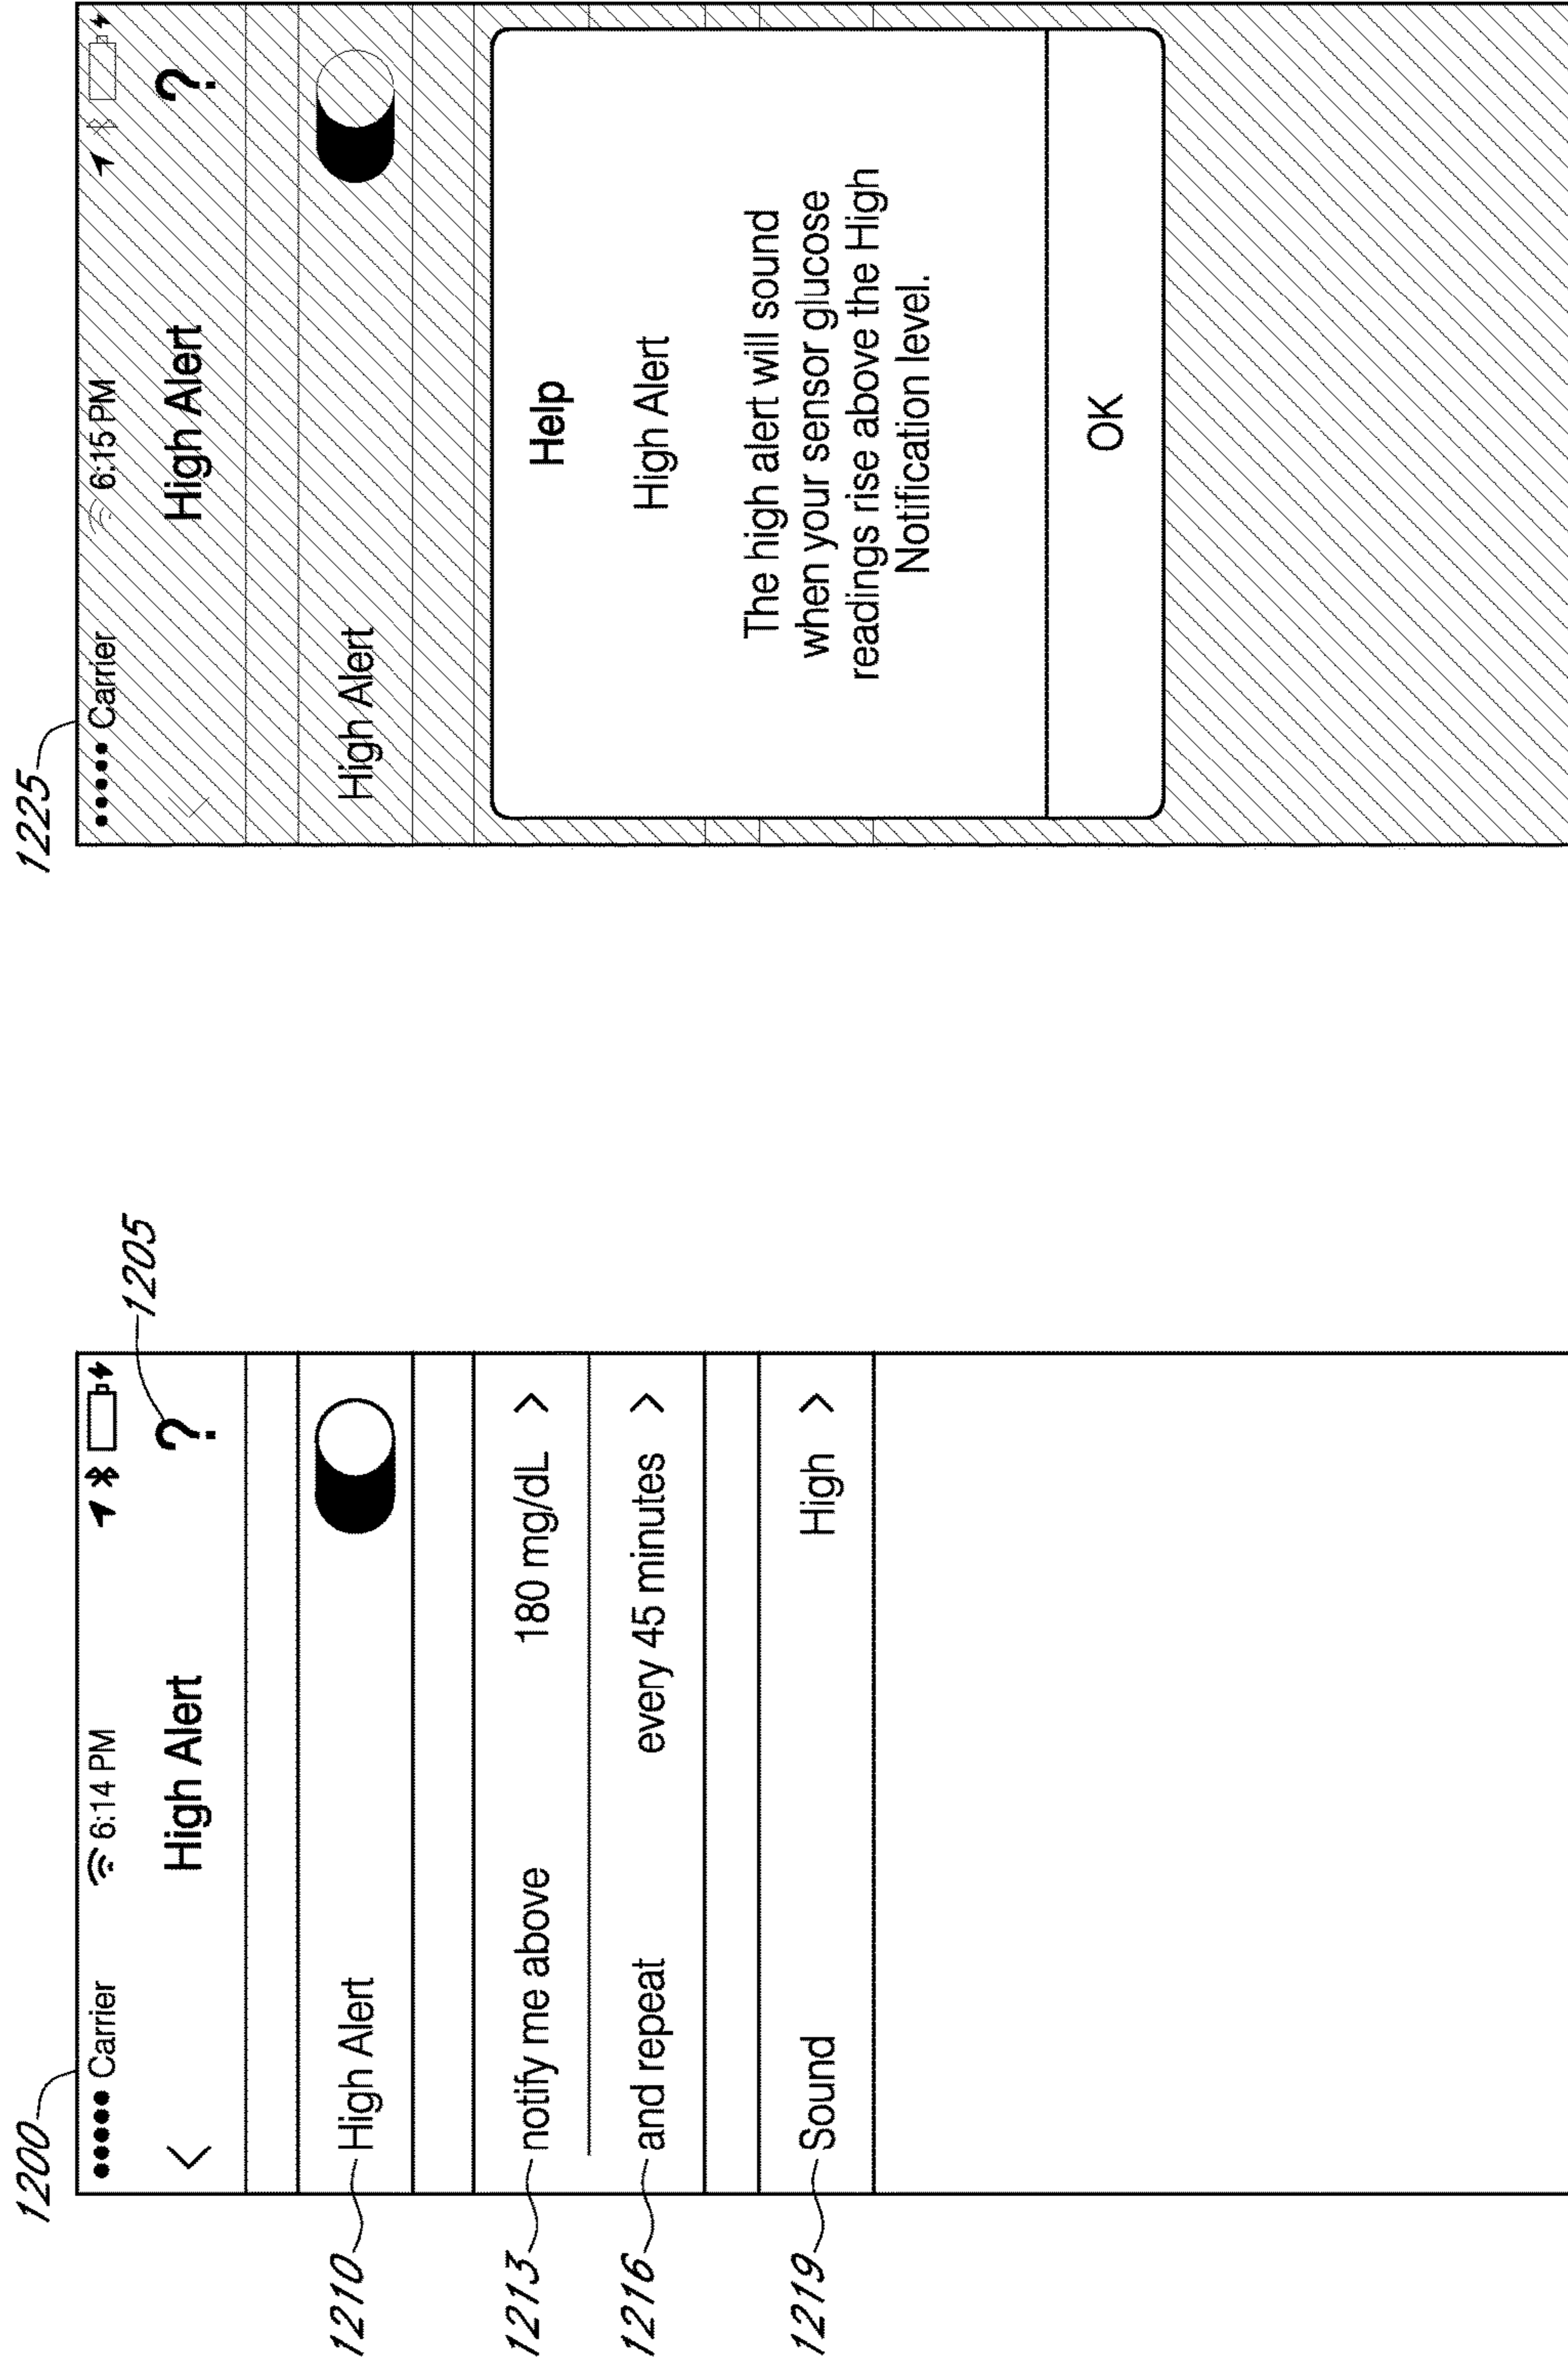 1200
••••• Carrier 6:14 PM
< High Alert ?
1205
1210 High Alert
1213 notify me above 180 mg/dL >
1216 and repeat every 45 minutes >
1219 Sound High >
1225
••••• Carrier 6:15 PM
< High Alert ?
High Alert
Help
High Alert
The high alert will sound
when your sensor glucose
readings rise above the High
Notification level.
OK